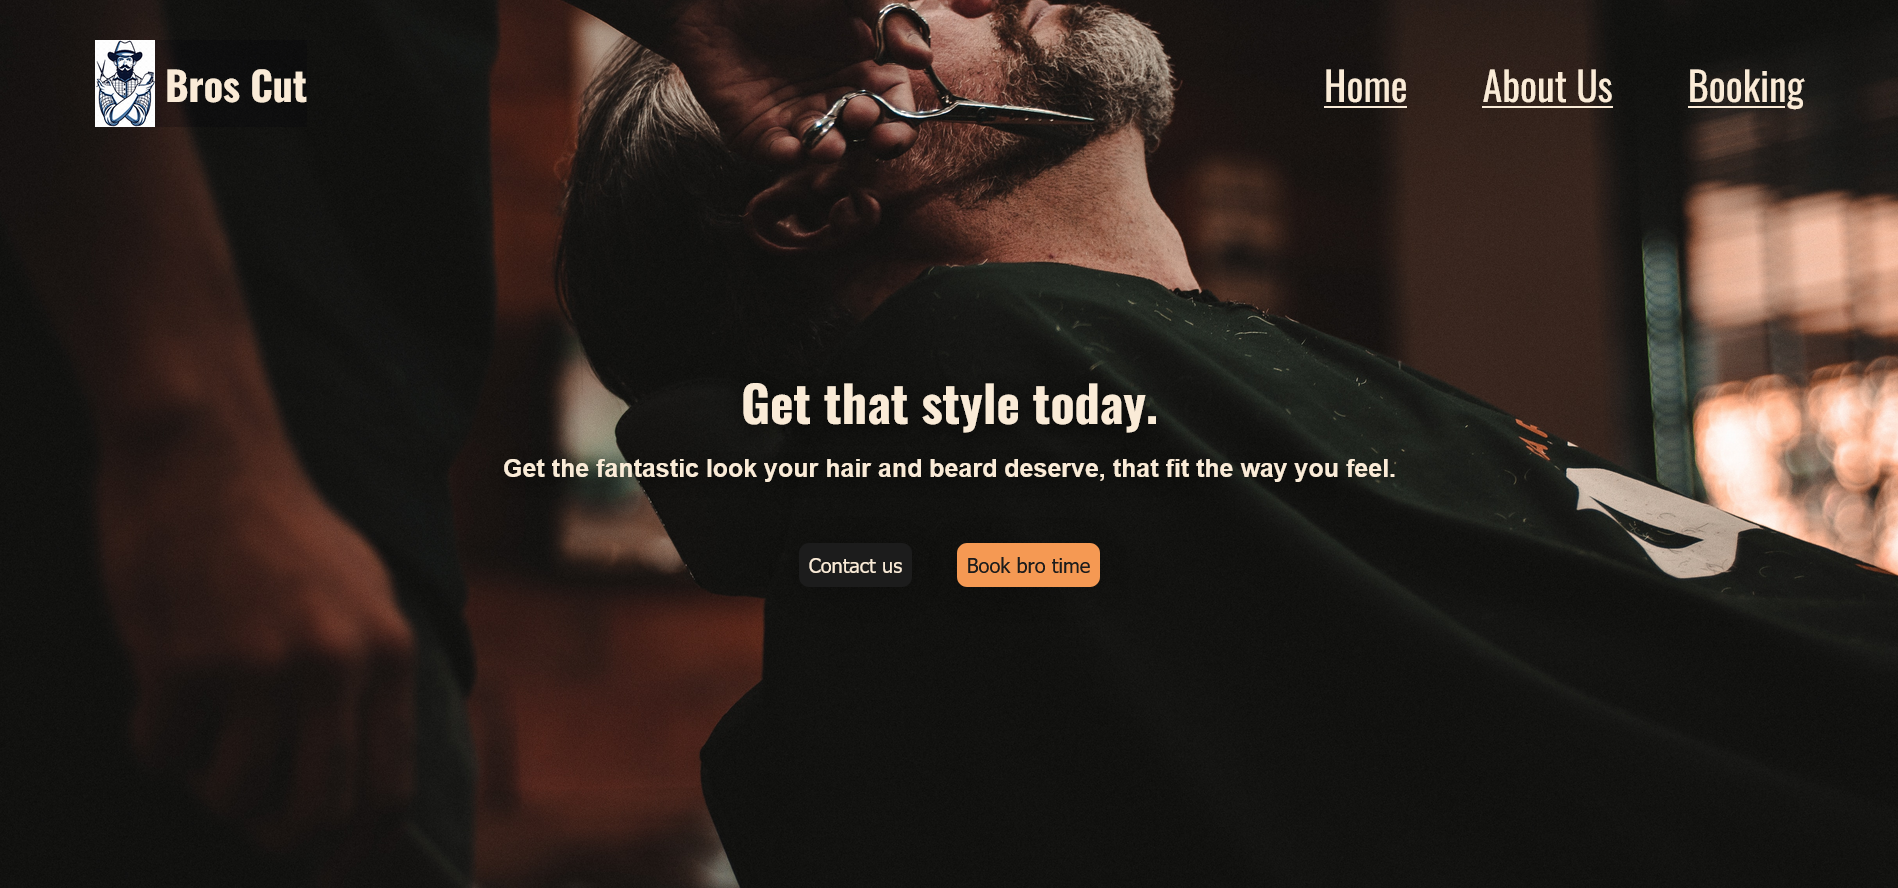 Bros Cut
Home
About Us
Booking
Get that style today.
Get the fantastic look your hair and beard deserve, that fit the way you feel.
Contact us
Book bro time